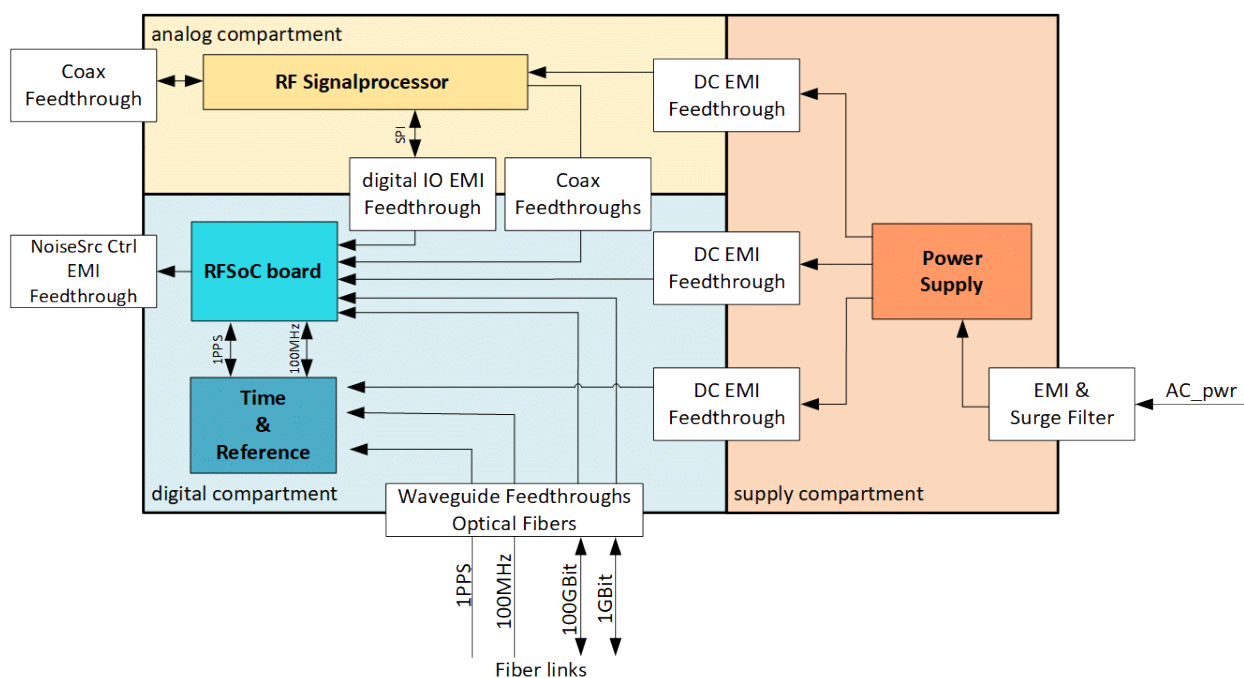 analog compartment
Coax
Feedthrough
RF Signalprocessor
DC EMI
Feedthrough
SPI
digital IO EMI
Feedthrough
Coax
Feedthroughs
NoiseSrc Ctrl
EMI
Feedthrough
RFSoC board
DC EMI
Feedthrough
Power
Supply
1PPS
100MHz
Time
&
Reference
DC EMI
Feedthrough
EMI &
Surge Filter
AC_pwr
digital compartment
Waveguide Feedthroughs
Optical Fibers
supply compartment
1PPS
100MHz
100GBit
1GBit
Fiber links